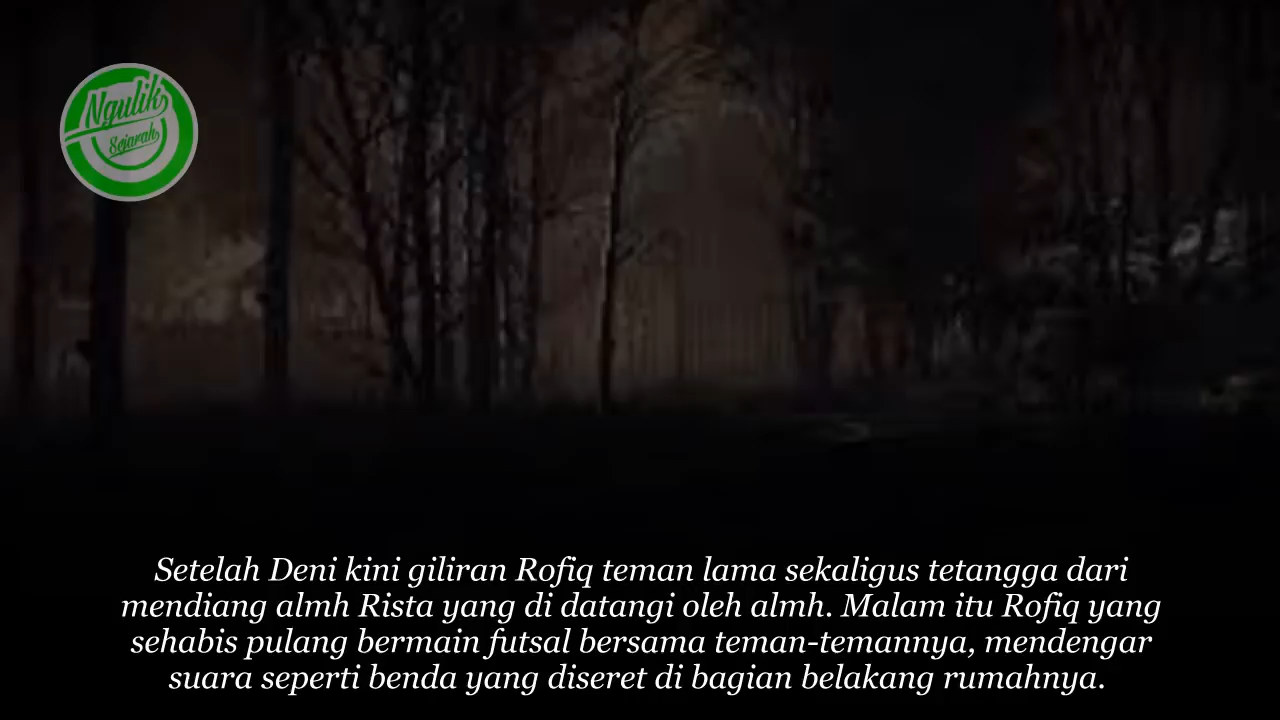 Ngulik
Sejarah
Setelah Deni kini giliran Rofiq teman lama sekaligus tetangga dari
mendiang almh Rista yang di datangi oleh almh. Malam itu Rofiq yang
sehabis pulang bermain futsal bersama teman-temannya, mendengar
suara seperti benda yang diseret di bagian belakang rumahnya.